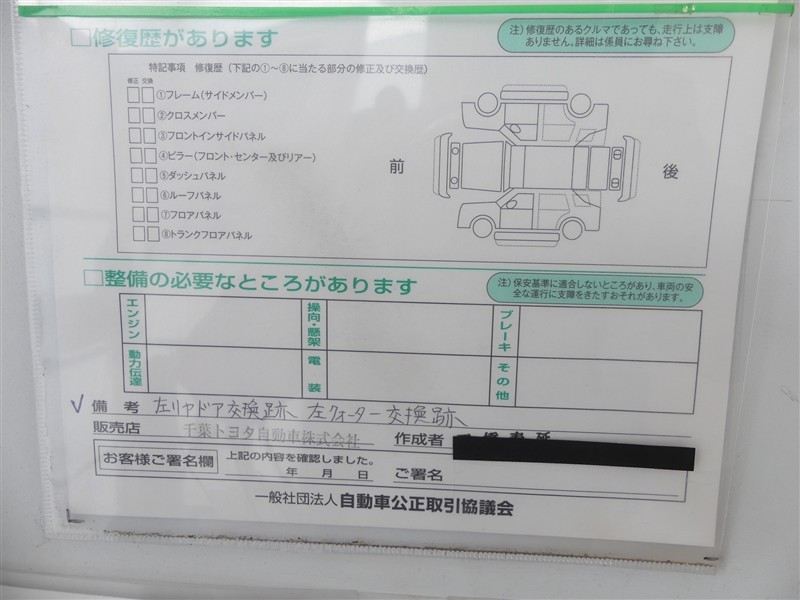 □修復歴があります
注）修復歴のあるクルマであっても、走行上は支障
ありません。詳細は係員にお尋ね下さい。
特記事項 修復歴（下記の①〜⑧に当たる部分の修正及び交換歴）
修正 交換
①フレーム（サイドメンバー）
②クロスメンバー
③フロントインサイドパネル
④ピラー（フロント・センター及びリアー）
⑤ダッシュパネル
⑥ルーフパネル
⑦フロアパネル
⑧トランクフロアパネル
前
後
□整備の必要なところがあります
注）保安基準に適合しないところがあり、車両の安
全な運行に支障をきたすおそれがあります。
エンジン
操向・懸架
ブレーキ
動力伝達
電装
その他
✓ 備考 左リヤドア交換跡 左クォーター交換跡
販売店 千葉トヨタ自動車株式会社 作成者
お客様ご署名欄
上記の内容を確認しました。
年 月 日 ご署名
一般社団法人 自動車公正取引協議会